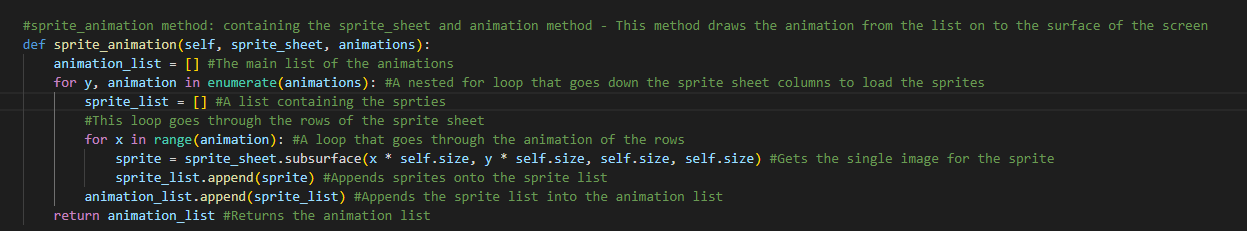 #sprite_animation method: containing the sprite_sheet and animation method - This method draws the animation from the list on to the surface of the screen
def sprite_animation(self, sprite_sheet, animations):
    animation_list = [] #The main list of the animations
    for y, animation in enumerate(animations): #A nested for loop that goes down the sprite sheet columns to load the sprites
        sprite_list = [] #A list containing the sprties
        #This loop goes through the rows of the sprite sheet
        for x in range(animation): #A loop that goes through the animation of the rows
            sprite = sprite_sheet.subsurface(x * self.size, y * self.size, self.size, self.size) #Gets the single image for the sprite
            sprite_list.append(sprite) #Appends sprites onto the sprite list
        animation_list.append(sprite_list) #Appends the sprite list into the animation list
    return animation_list #Returns the animation list